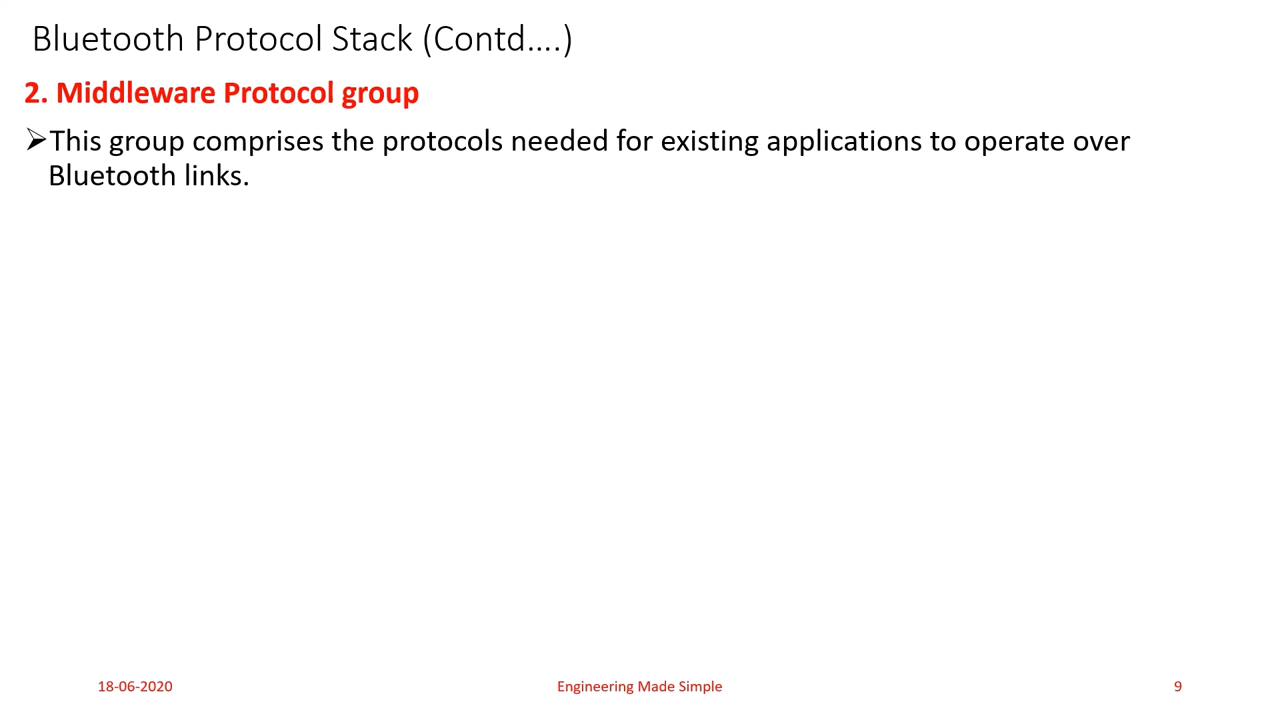 Bluetooth Protocol Stack (Contd....)
2. Middleware Protocol group
➢This group comprises the protocols needed for existing applications to operate over
Bluetooth links.
18-06-2020
Engineering Made Simple
9